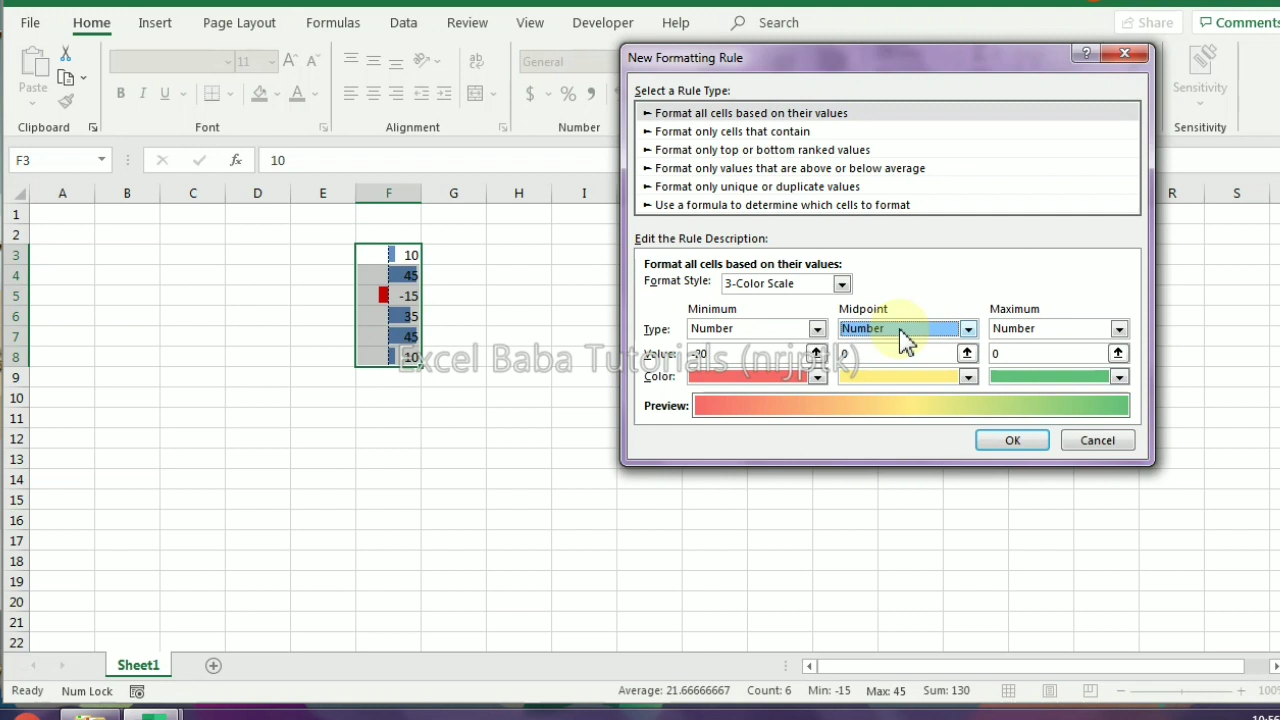 File Home Insert Page Layout Formulas Data Review View Developer Help Search Share Comments
11 General
Paste Sensitivity
Clipboard Font Alignment Number Sensitivity
F3 fx 10
A B C D E F G H I R S
1
2
3 10
4 45
5 -15
6 35
7 45
8 10
9
10
11
12
13
14
15
16
17
18
19
20
21
22
New Formatting Rule
Select a Rule Type:
► Format all cells based on their values
► Format only cells that contain
► Format only top or bottom ranked values
► Format only values that are above or below average
► Format only unique or duplicate values
► Use a formula to determine which cells to format
Edit the Rule Description:
Format all cells based on their values:
Format Style: 3-Color Scale
Minimum Midpoint Maximum
Type: Number Number Number
Value: -20 0 0
Color:
Preview:
OK Cancel
Excel Baba Tutorials (nrjptk)
Sheet1
Ready Num Lock Average: 21.66666667 Count: 6 Min: -15 Max: 45 Sum: 130